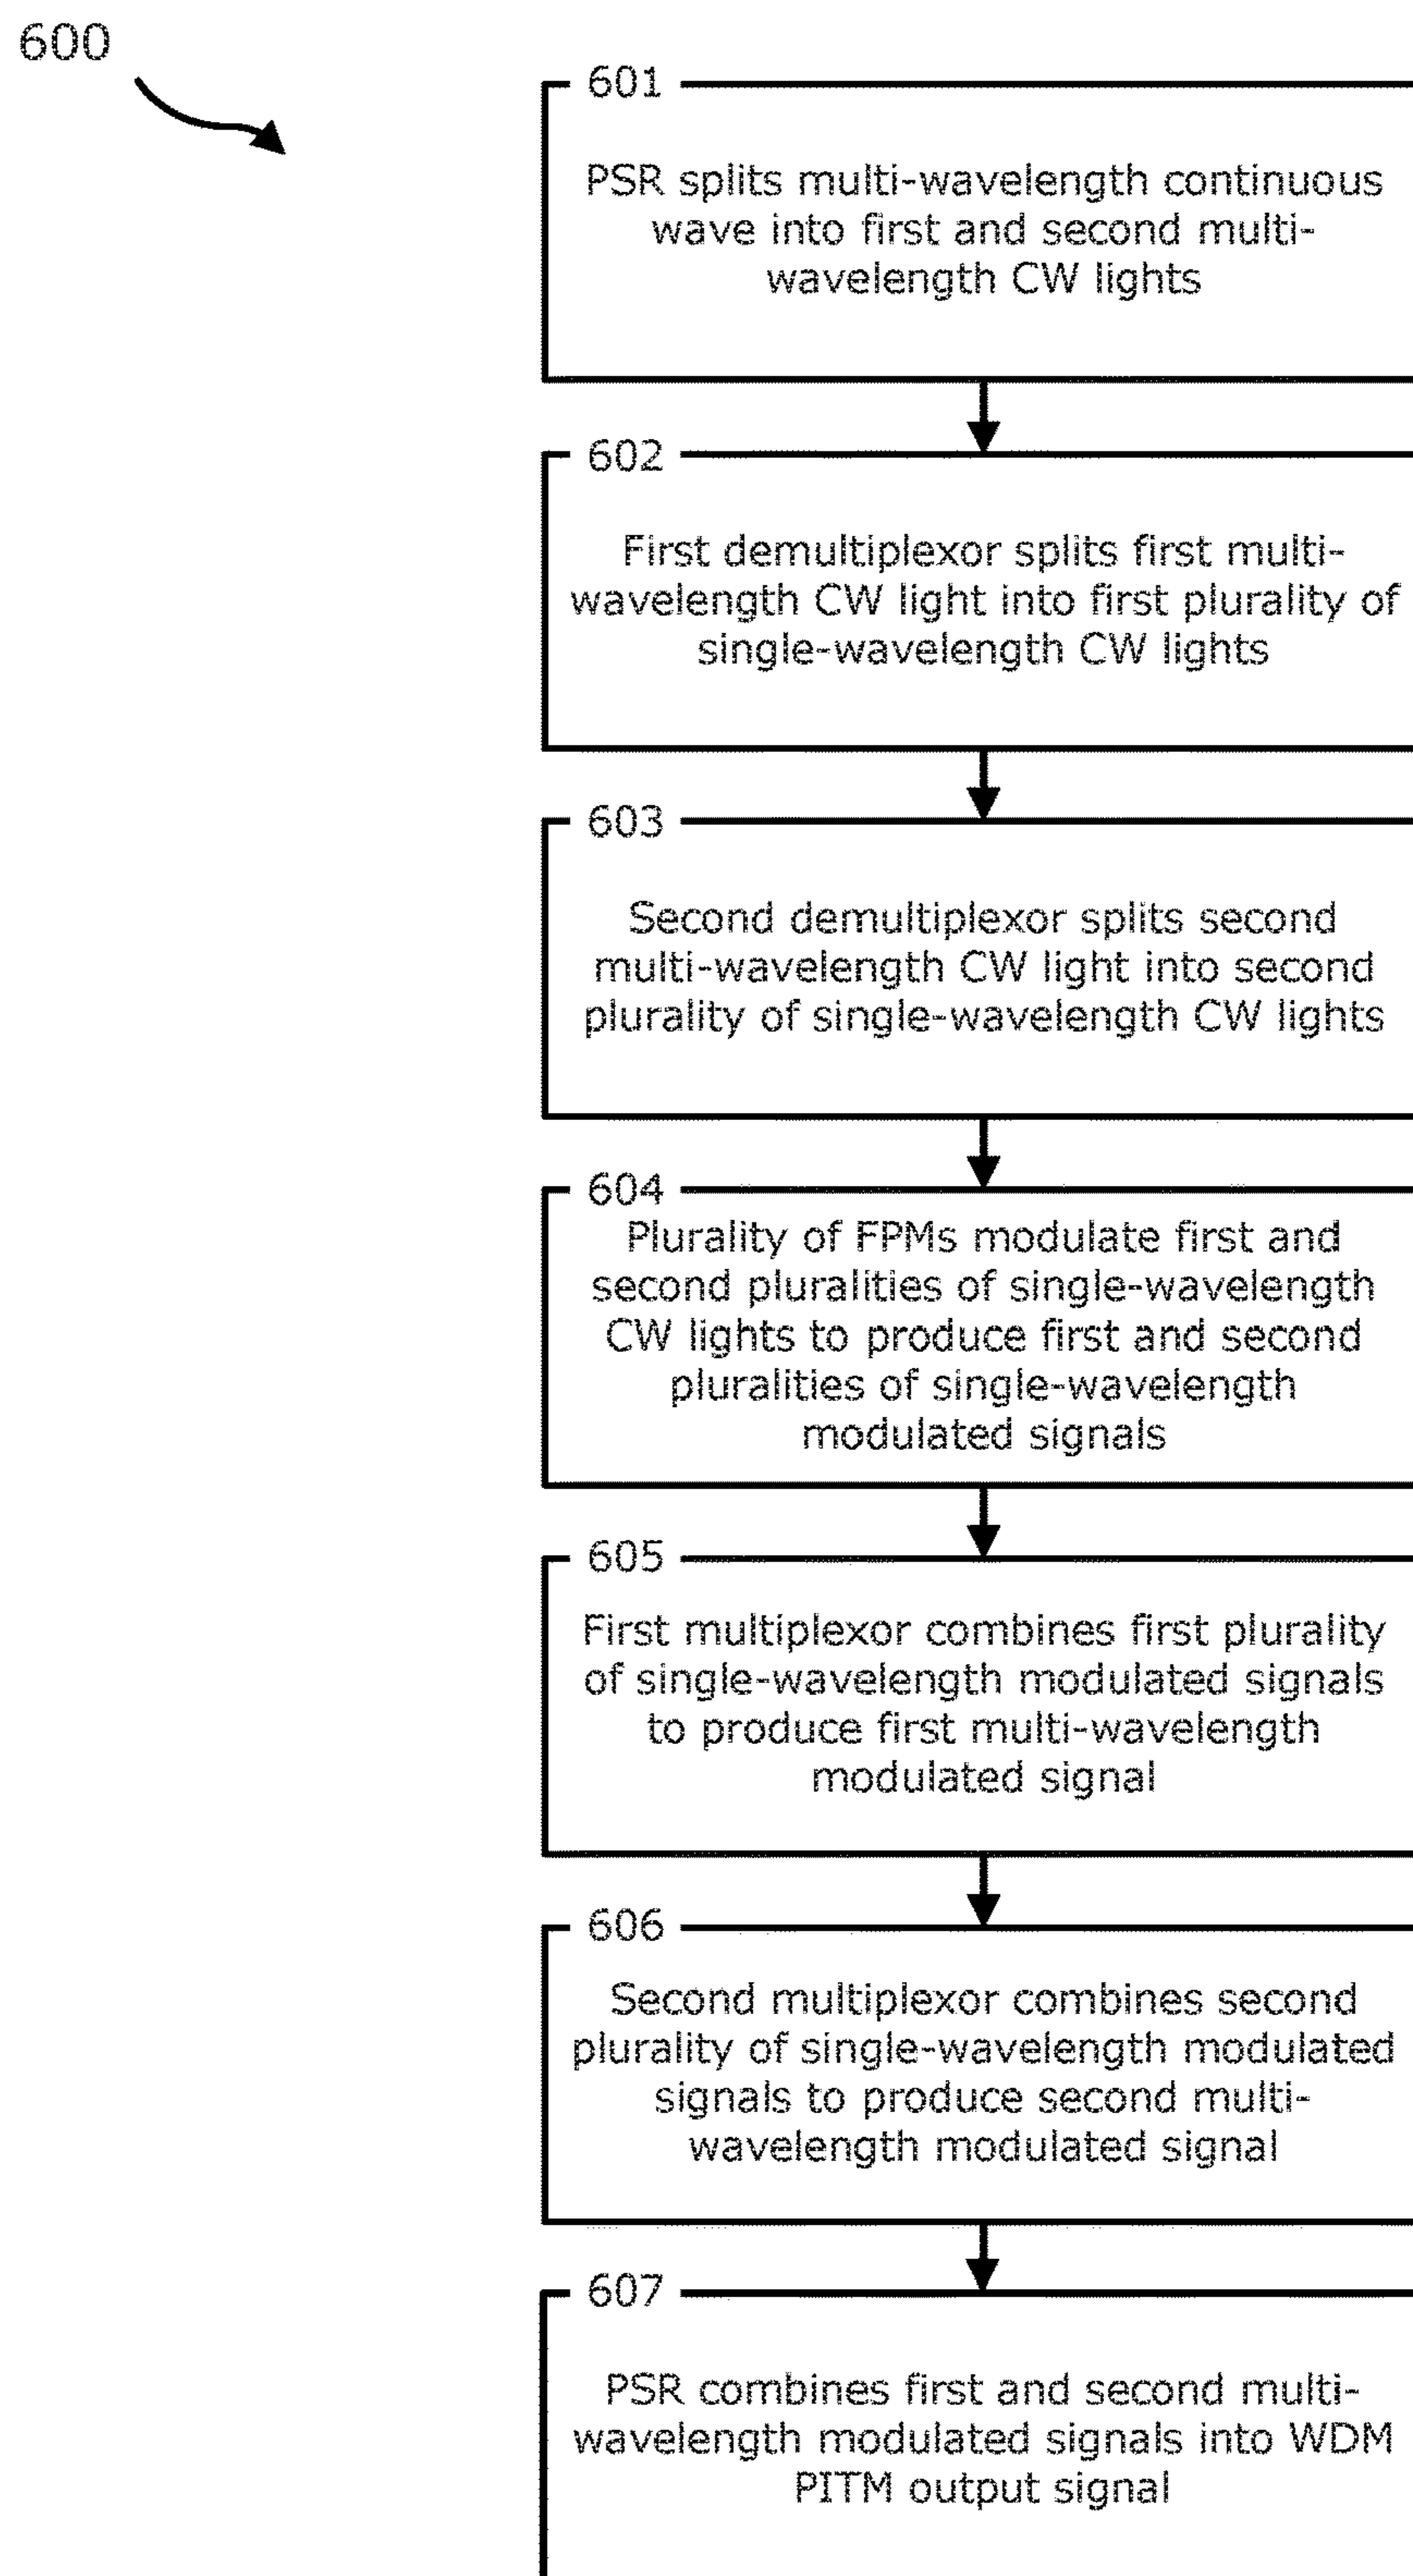 600
601
PSR splits multi-wavelength continuous
wave into first and second multi-
wavelength CW lights
602
First demultiplexor splits first multi-
wavelength CW light into first plurality of
single-wavelength CW lights
603
Second demultiplexor splits second
multi-wavelength CW light into second
plurality of single-wavelength CW lights
604
Plurality of FPMs modulate first and
second pluralities of single-wavelength
CW lights to produce first and second
pluralities of single-wavelength
modulated signals
605
First multiplexor combines first plurality
of single-wavelength modulated signals
to produce first multi-wavelength
modulated signal
606
Second multiplexor combines second
plurality of single-wavelength modulated
signals to produce second multi-
wavelength modulated signal
607
PSR combines first and second multi-
wavelength modulated signals into WDM
PITM output signal